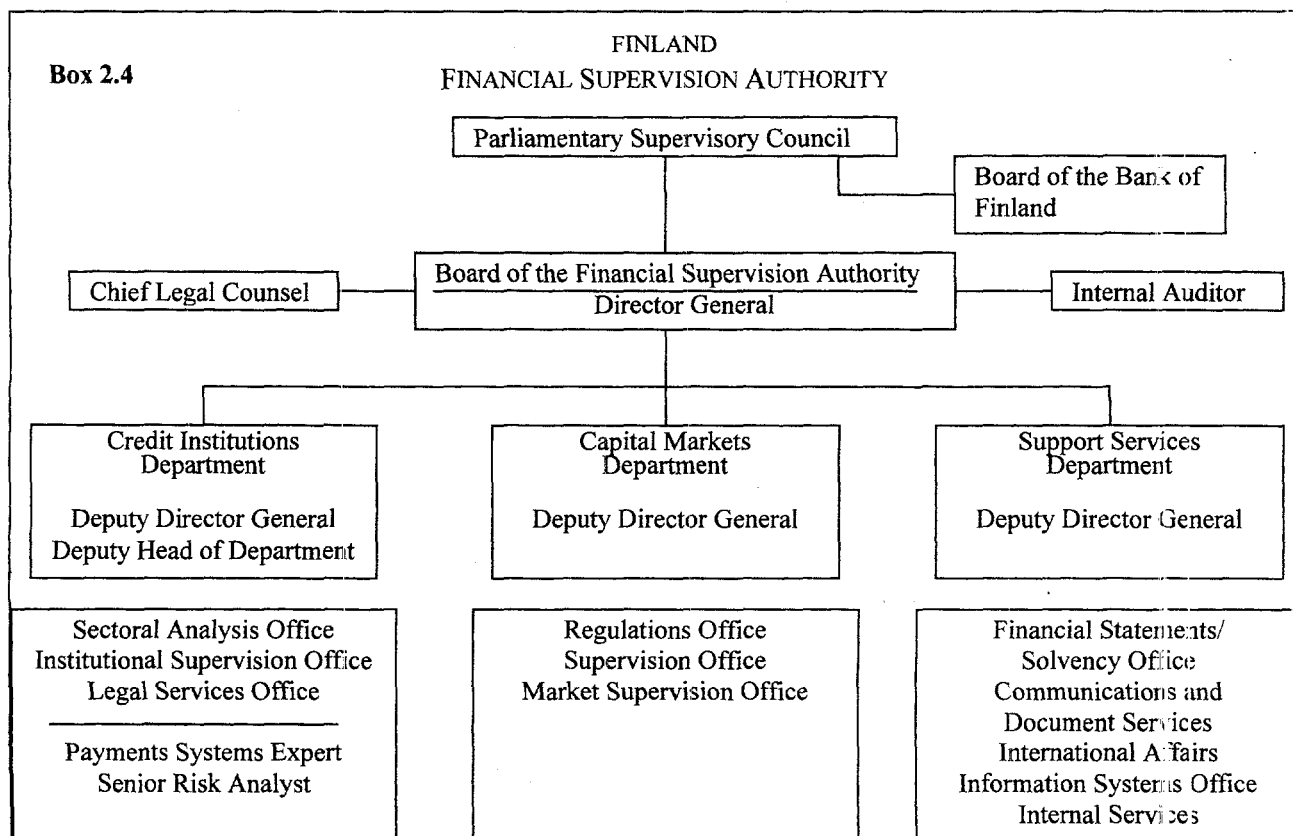 FINLAND
Box 2.4
FINANCIAL SUPERVISION AUTHORITY
Parliamentary Supervisory Council
Board of the Bank of
Finland
Chief Legal Counsel
Board of the Financial Supervision Authority
Director General
Internal Auditor
Credit Institutions
Department
Deputy Director General
Deputy Head of Department
Capital Markets
Department
Deputy Director General
Support Services
Department
Deputy Director General
Sectoral Analysis Office
Institutional Supervision Office
Legal Services Office
Payments Systems Expert
Senior Risk Analyst
Regulations Office
Supervision Office
Market Supervision Office
Financial Statements/
Solvency Office
Communications and
Document Services
International Affairs
Information Systems Office
Internal Services